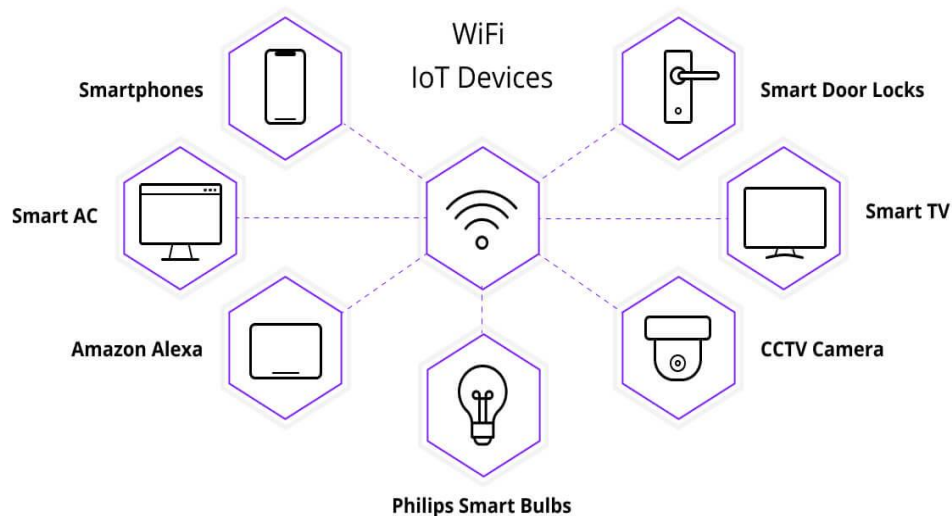 WiFi
IoT Devices
Smartphones
Smart Door Locks
Smart AC
Smart TV
Amazon Alexa
CCTV Camera
Philips Smart Bulbs